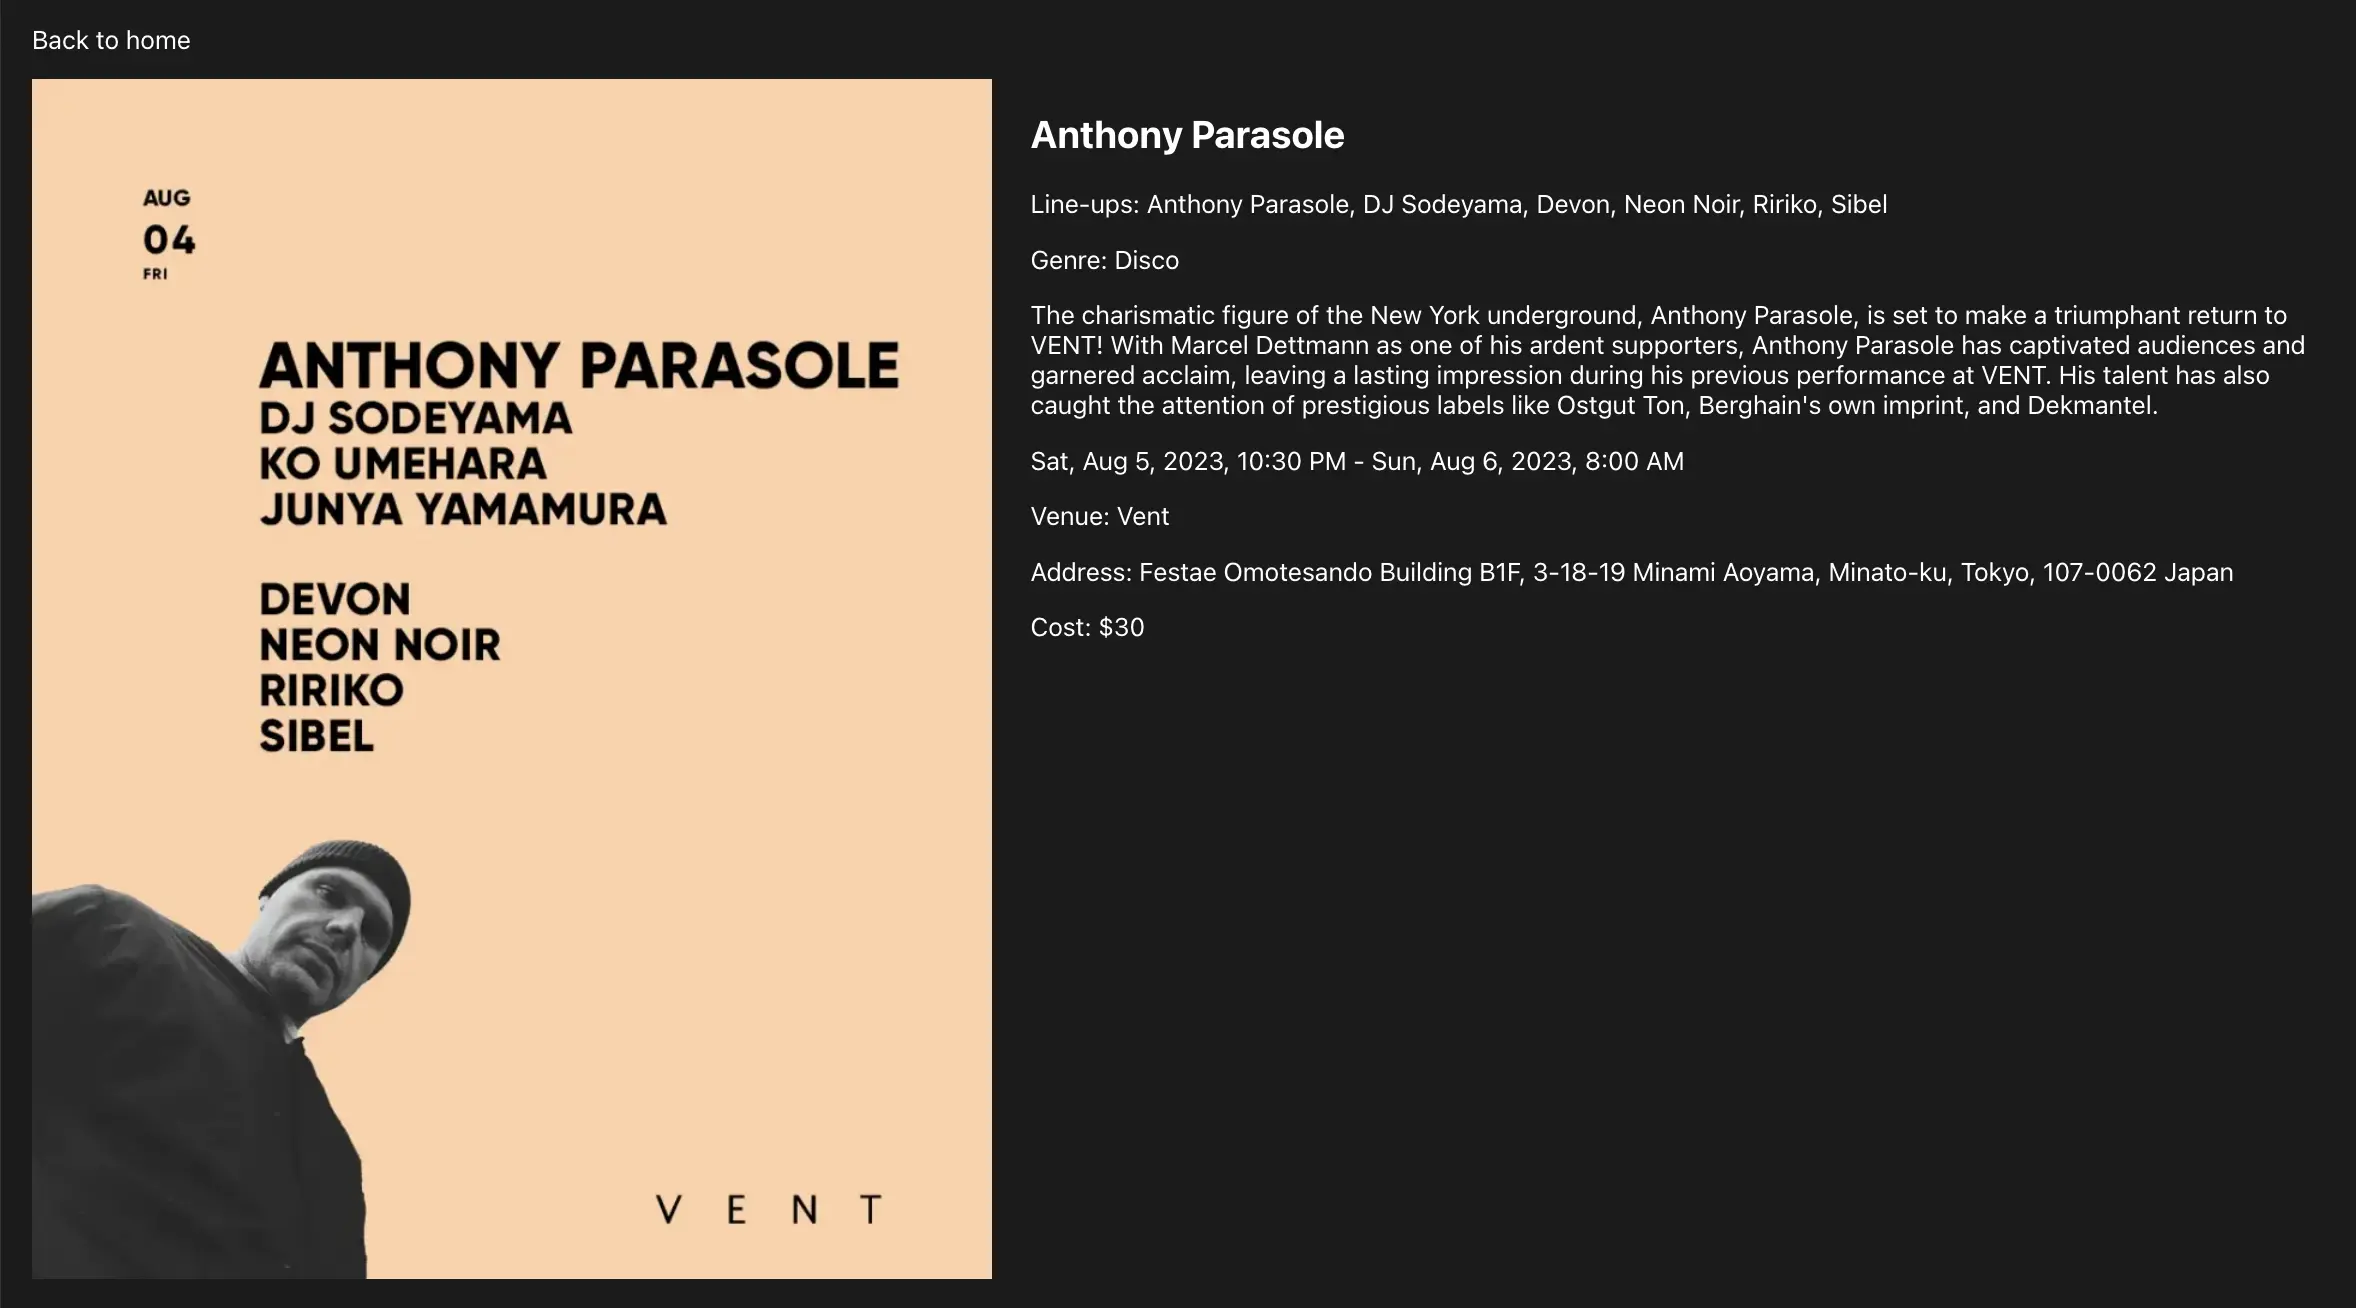 Back to home
AUG
04
FRI
ANTHONY PARASOLE
DJ SODEYAMA
KO UMEHARA
JUNYA YAMAMURA
DEVON
NEON NOIR
RIRIKO
SIBEL
VENT
Anthony Parasole
Line-ups: Anthony Parasole, DJ Sodeyama, Devon, Neon Noir, Ririko, Sibel
Genre: Disco
The charismatic figure of the New York underground, Anthony Parasole, is set to make a triumphant return to
VENT! With Marcel Dettmann as one of his ardent supporters, Anthony Parasole has captivated audiences and
garnered acclaim, leaving a lasting impression during his previous performance at VENT. His talent has also
caught the attention of prestigious labels like Ostgut Ton, Berghain's own imprint, and Dekmantel.
Sat, Aug 5, 2023, 10:30 PM - Sun, Aug 6, 2023, 8:00 AM
Venue: Vent
Address: Festae Omotesando Building B1F, 3-18-19 Minami Aoyama, Minato-ku, Tokyo, 107-0062 Japan
Cost: $30